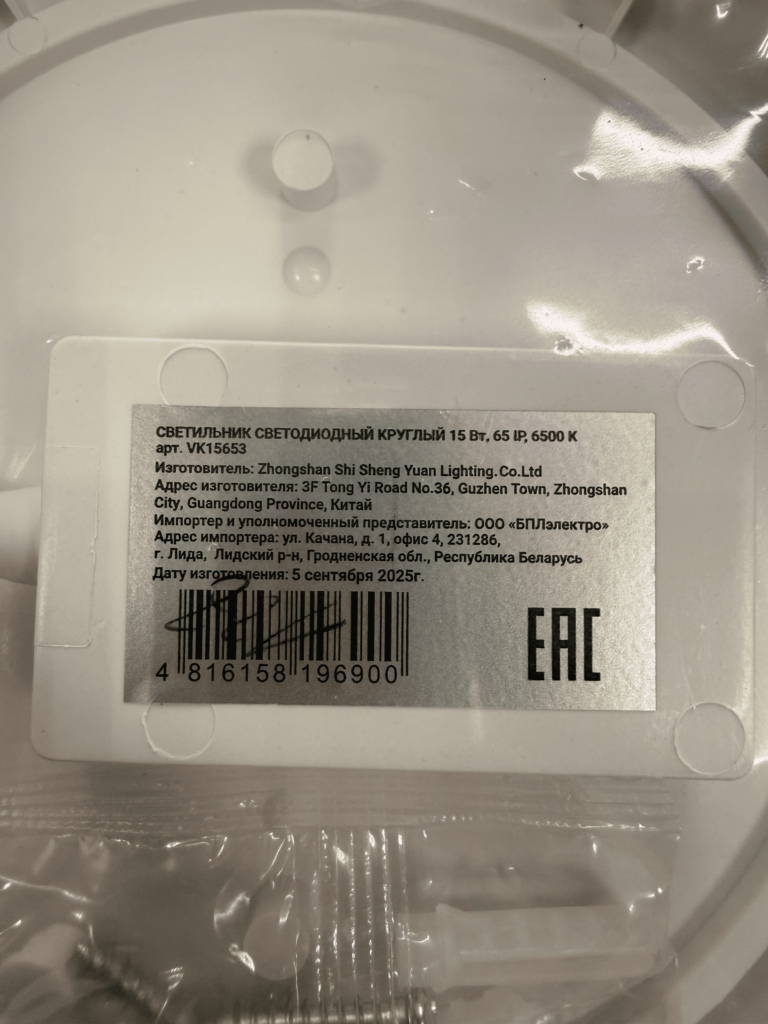 СВЕТИЛЬНИК СВЕТОДИОДНЫЙ КРУГЛЫЙ 15 Вт, 65 IP, 6500 К
арт. VK15653
Изготовитель: Zhongshan Shi Sheng Yuan Lighting.Co.Ltd
Адрес изготовителя: 3F Tong Yi Road No.36, Guzhen Town, Zhongshan
City, Guangdong Province, Китай
Импортер и уполномоченный представитель: ООО «БПЛэлектро»
Адрес импортера: ул. Качана, д. 1, офис 4, 231286,
г. Лида, Лидский р-н, Гродненская обл., Республика Беларусь
Дату изготовления: 5 сентября 2025г.
4 816158 196900
EAC